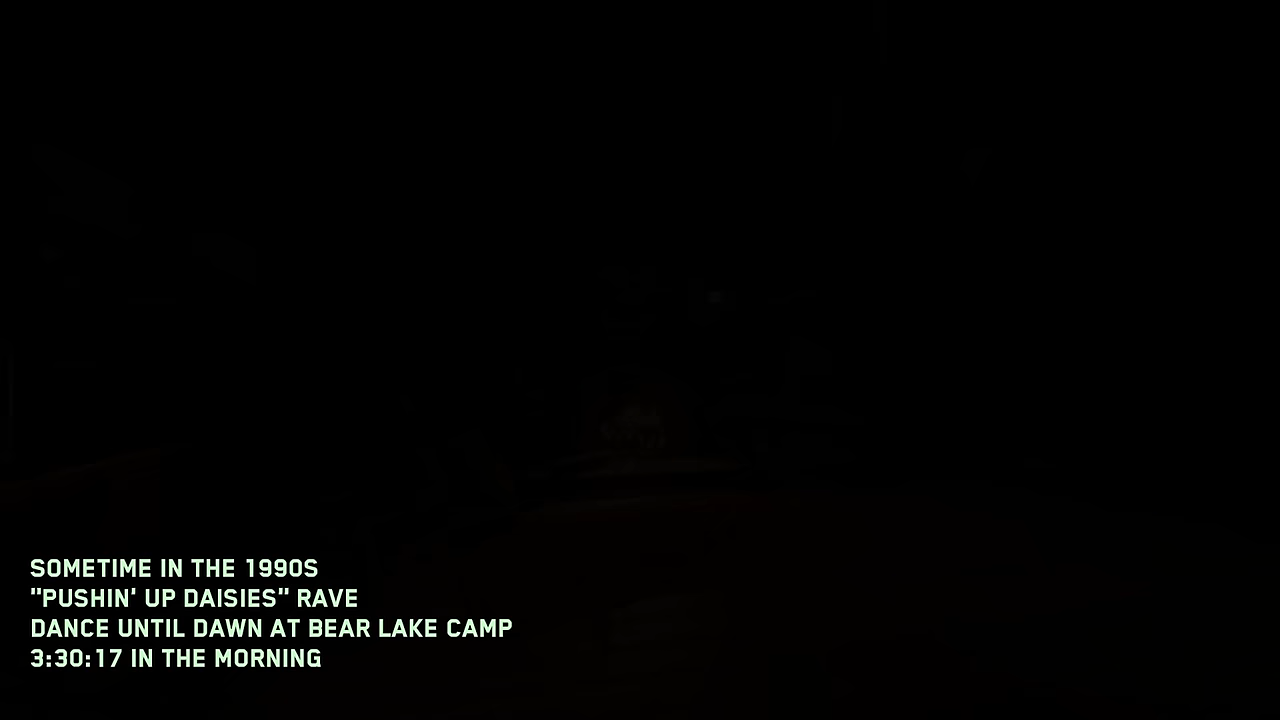 SOMETIME IN THE 1990S
"PUSHIN' UP DAISIES" RAVE
DANCE UNTIL DAWN AT BEAR LAKE CAMP
3:30:17 IN THE MORNING